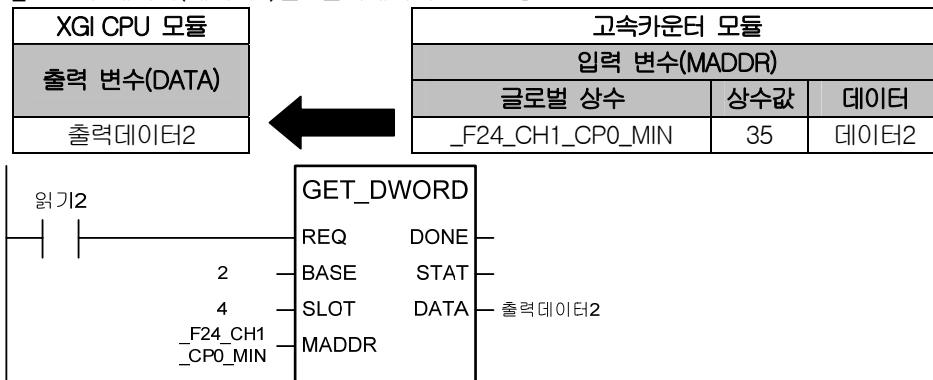 XGI CPU 모듈
고속카운터 모듈
출력 변수(DATA)
입력 변수(MADDR)
글로벌 상수 상수값 데이터
출력데이터2
_F24_CH1_CP0_MIN 35 데이터2
읽기2
GET_DWORD
REQ DONE
2 BASE STAT
4 SLOT DATA 출력데이터2
_F24_CH1
_CP0_MIN
MADDR